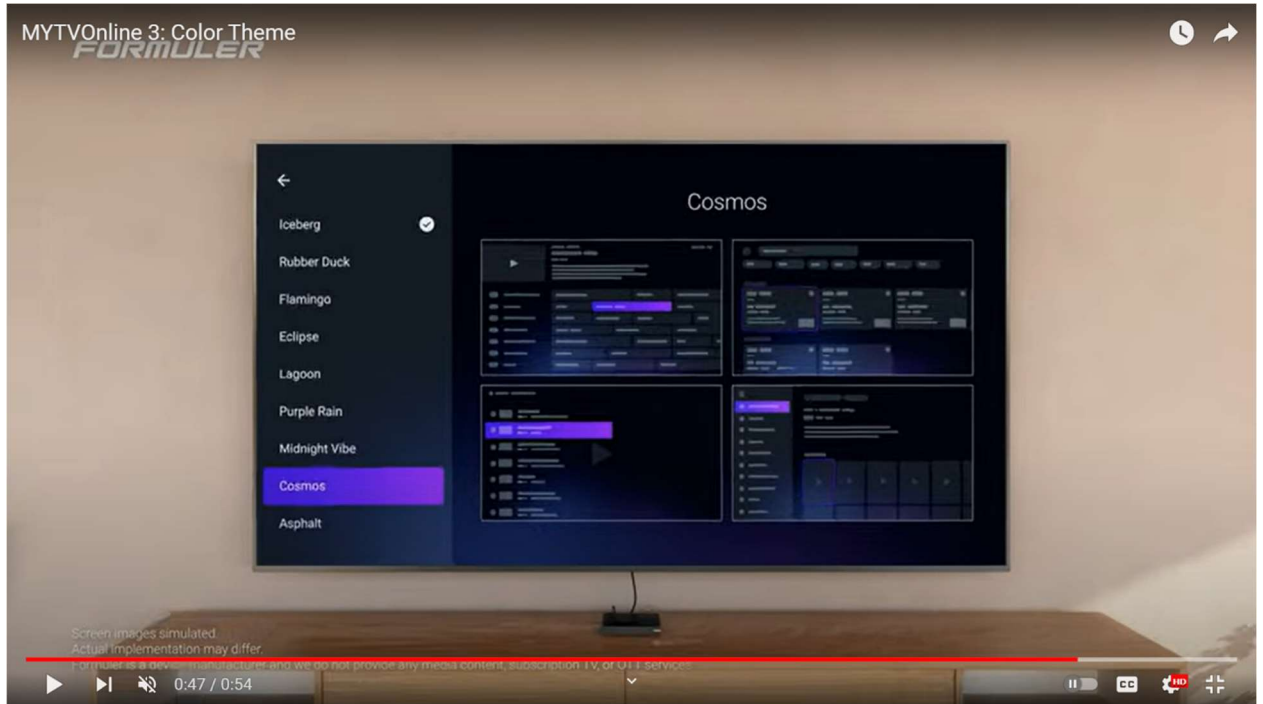 MYTVOnline 3: Color Theme
FORMULER
Cosmos
Iceberg
Rubber Duck
Flamingo
Eclipse
Lagoon
Purple Rain
Midnight Vibe
Cosmos
Asphalt
Screen images simulated.
Actual implementation may differ.
Formuler is a device manufacturer and we do not provide any media content, subscription TV, or OTT services.
0:47 / 0:54
CC
HD